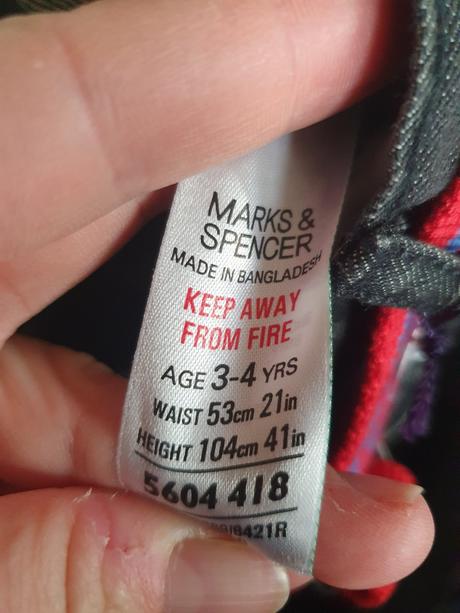 MARKS &
SPENCER
MADE IN BANGLADESH
KEEP AWAY
FROM FIRE
AGE 3-4 YRS
WAIST 53cm 21in
HEIGHT 104cm 41in
5604 418
8421R